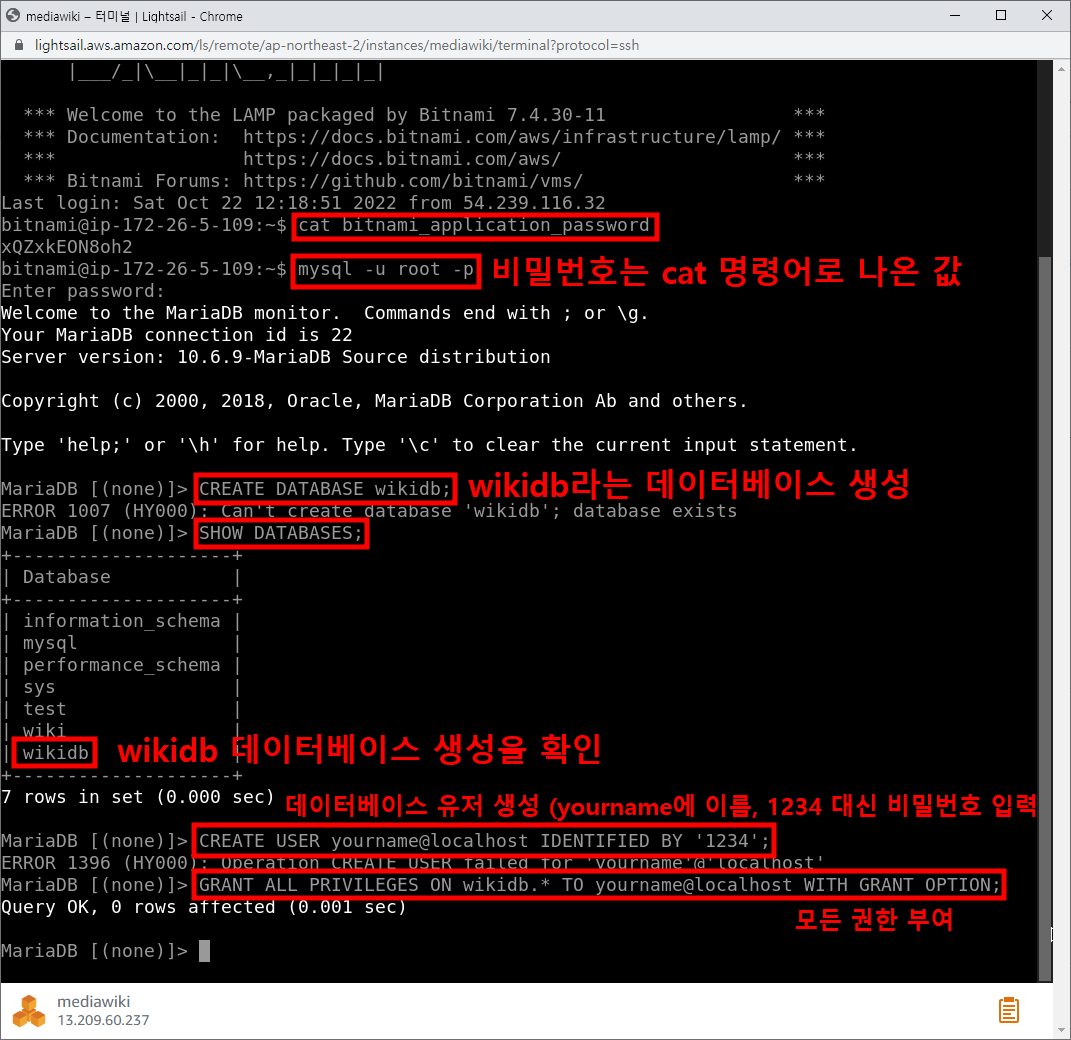 mediawiki – 터미널 | Lightsail - Chrome
lightsail.aws.amazon.com/ls/remote/ap-northeast-2/instances/mediawiki/terminal?protocol=ssh
|___/_|\__|_|_|\__,_|_|_|_|_|
*** Welcome to the LAMP packaged by Bitnami 7.4.30-11 ***
*** Documentation: https://docs.bitnami.com/aws/infrastructure/lamp/ ***
*** https://docs.bitnami.com/aws/ ***
*** Bitnami Forums: https://github.com/bitnami/vms/ ***
Last login: Sat Oct 22 12:18:51 2022 from 54.239.116.32
bitnami@ip-172-26-5-109:~$ cat bitnami_application_password
xQZxkEON8oh2
bitnami@ip-172-26-5-109:~$ mysql -u root -p 비밀번호는 cat 명령어로 나온 값
Enter password:
Welcome to the MariaDB monitor. Commands end with ; or \g.
Your MariaDB connection id is 22
Server version: 10.6.9-MariaDB Source distribution
Copyright (c) 2000, 2018, Oracle, MariaDB Corporation Ab and others.
Type 'help;' or '\h' for help. Type '\c' to clear the current input statement.
MariaDB [(none)]> CREATE DATABASE wikidb; wikidb라는 데이터베이스 생성
ERROR 1007 (HY000): Can't create database 'wikidb'; database exists
MariaDB [(none)]> SHOW DATABASES;
+--------------------+
| Database |
+--------------------+
| information_schema |
| mysql |
| performance_schema |
| sys |
| test |
| wiki |
| wikidb | wikidb 데이터베이스 생성을 확인
+--------------------+
7 rows in set (0.000 sec) 데이터베이스 유저 생성 (yourname에 이름, 1234 대신 비밀번호 입력
MariaDB [(none)]> CREATE USER yourname@localhost IDENTIFIED BY '1234';
ERROR 1396 (HY000): Operation CREATE USER failed for 'yourname'@'localhost'
MariaDB [(none)]> GRANT ALL PRIVILEGES ON wikidb.* TO yourname@localhost WITH GRANT OPTION;
Query OK, 0 rows affected (0.001 sec)
모든 권한 부여
MariaDB [(none)]>
mediawiki
13.209.60.237